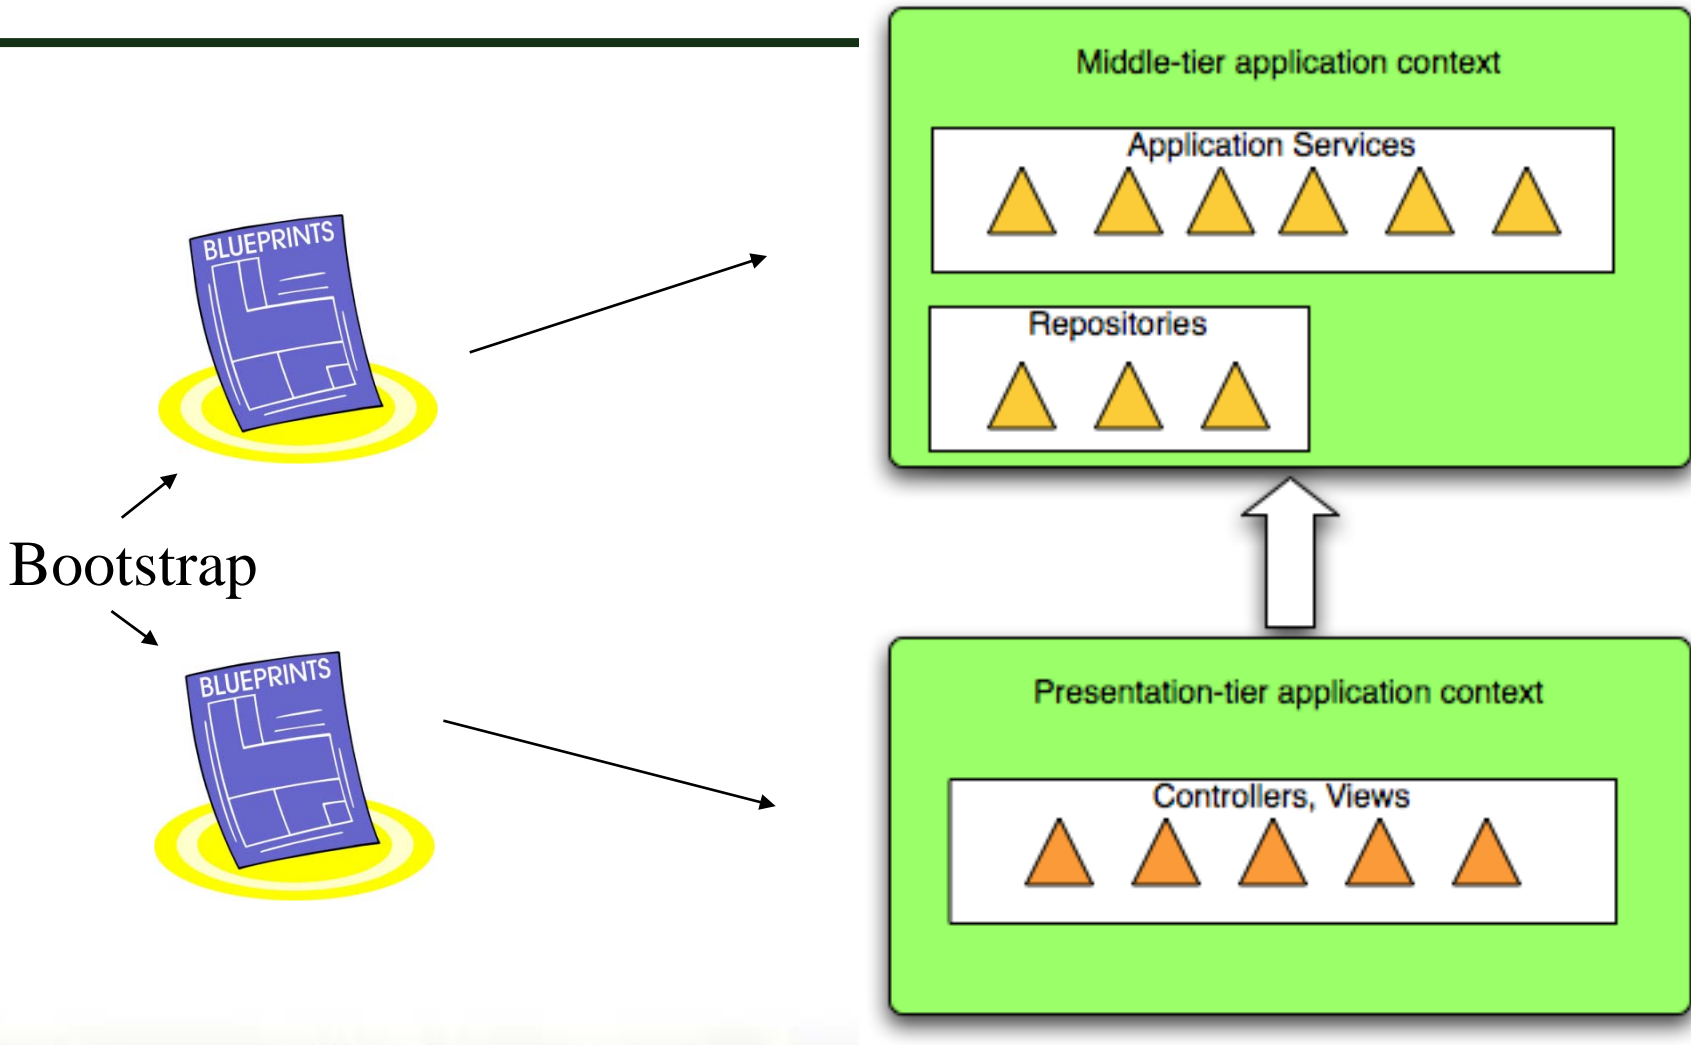 Middle-tier application context
Application Services
BLUEPRINTS
Repositories
Bootstrap
BLUEPRINTS
Presentation-tier application context
Controllers, Views